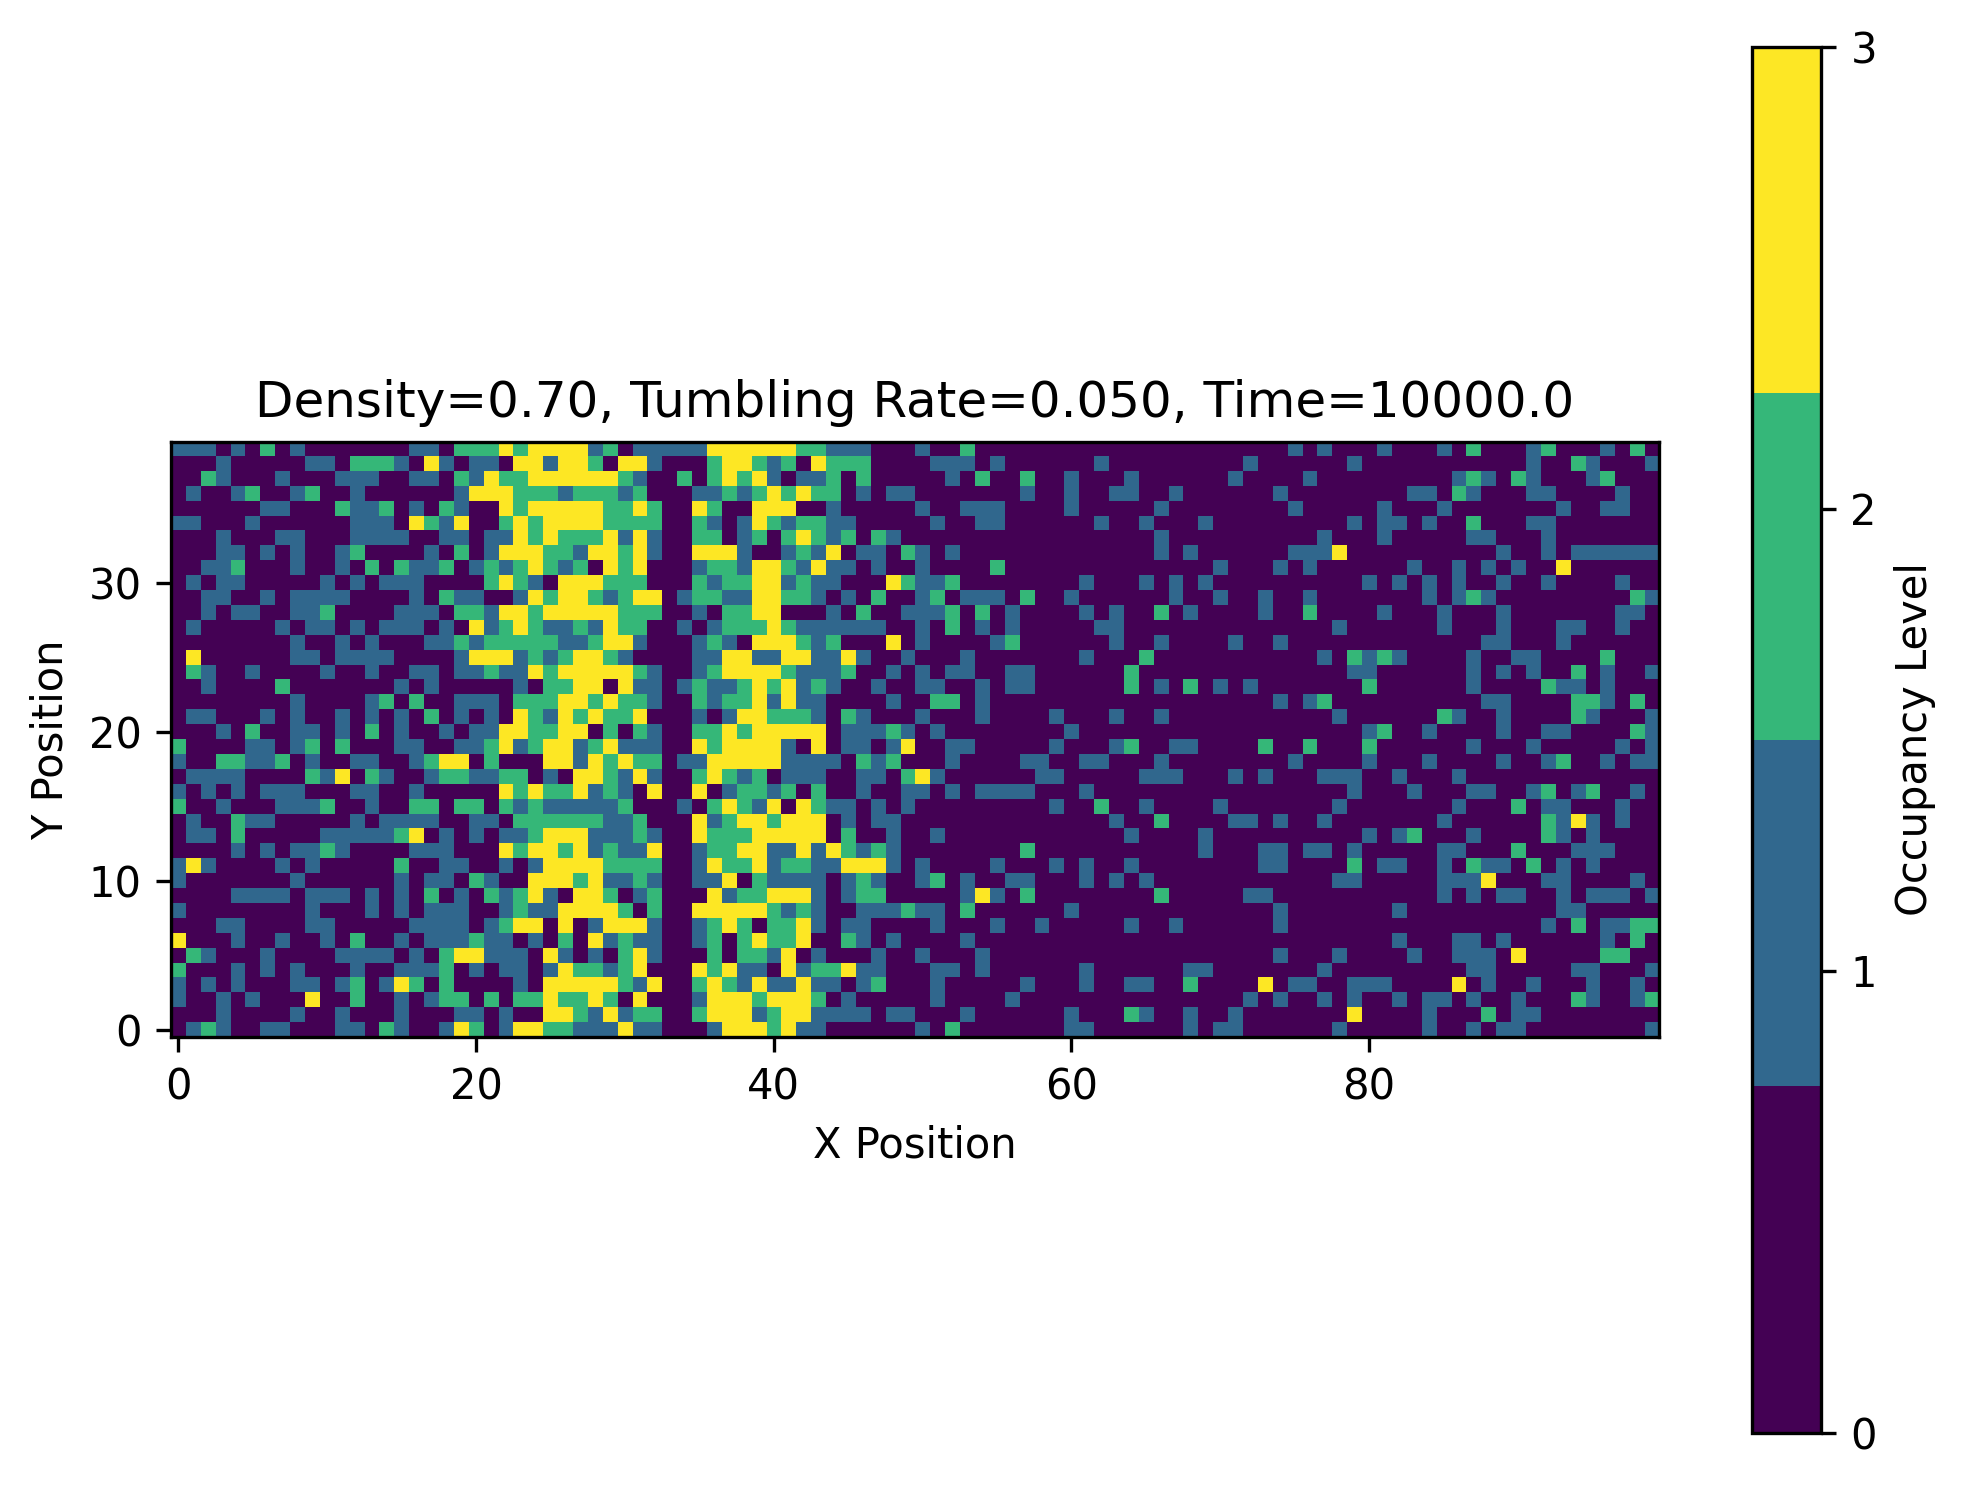 Density=0.70, Tumbling Rate=0.050, Time=10000.0
3
2
1
0
Occupancy Level
30
20
10
0
Y Position
0 20 40 60 80
X Position